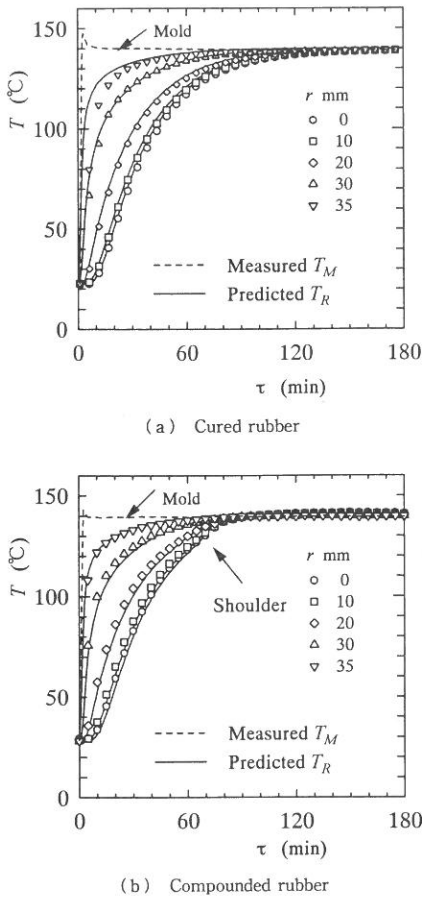 150
Mold
T (℃)
r mm
0
100
10
20
30
35
50
Measured T_M
Predicted T_R
0
0 60 120 180
τ (min)
(a) Cured rubber
150
Mold
T (℃)
r mm
0
100
Shoulder
10
20
30
35
50
Measured T_M
Predicted T_R
0
0 60 120 180
τ (min)
(b) Compounded rubber